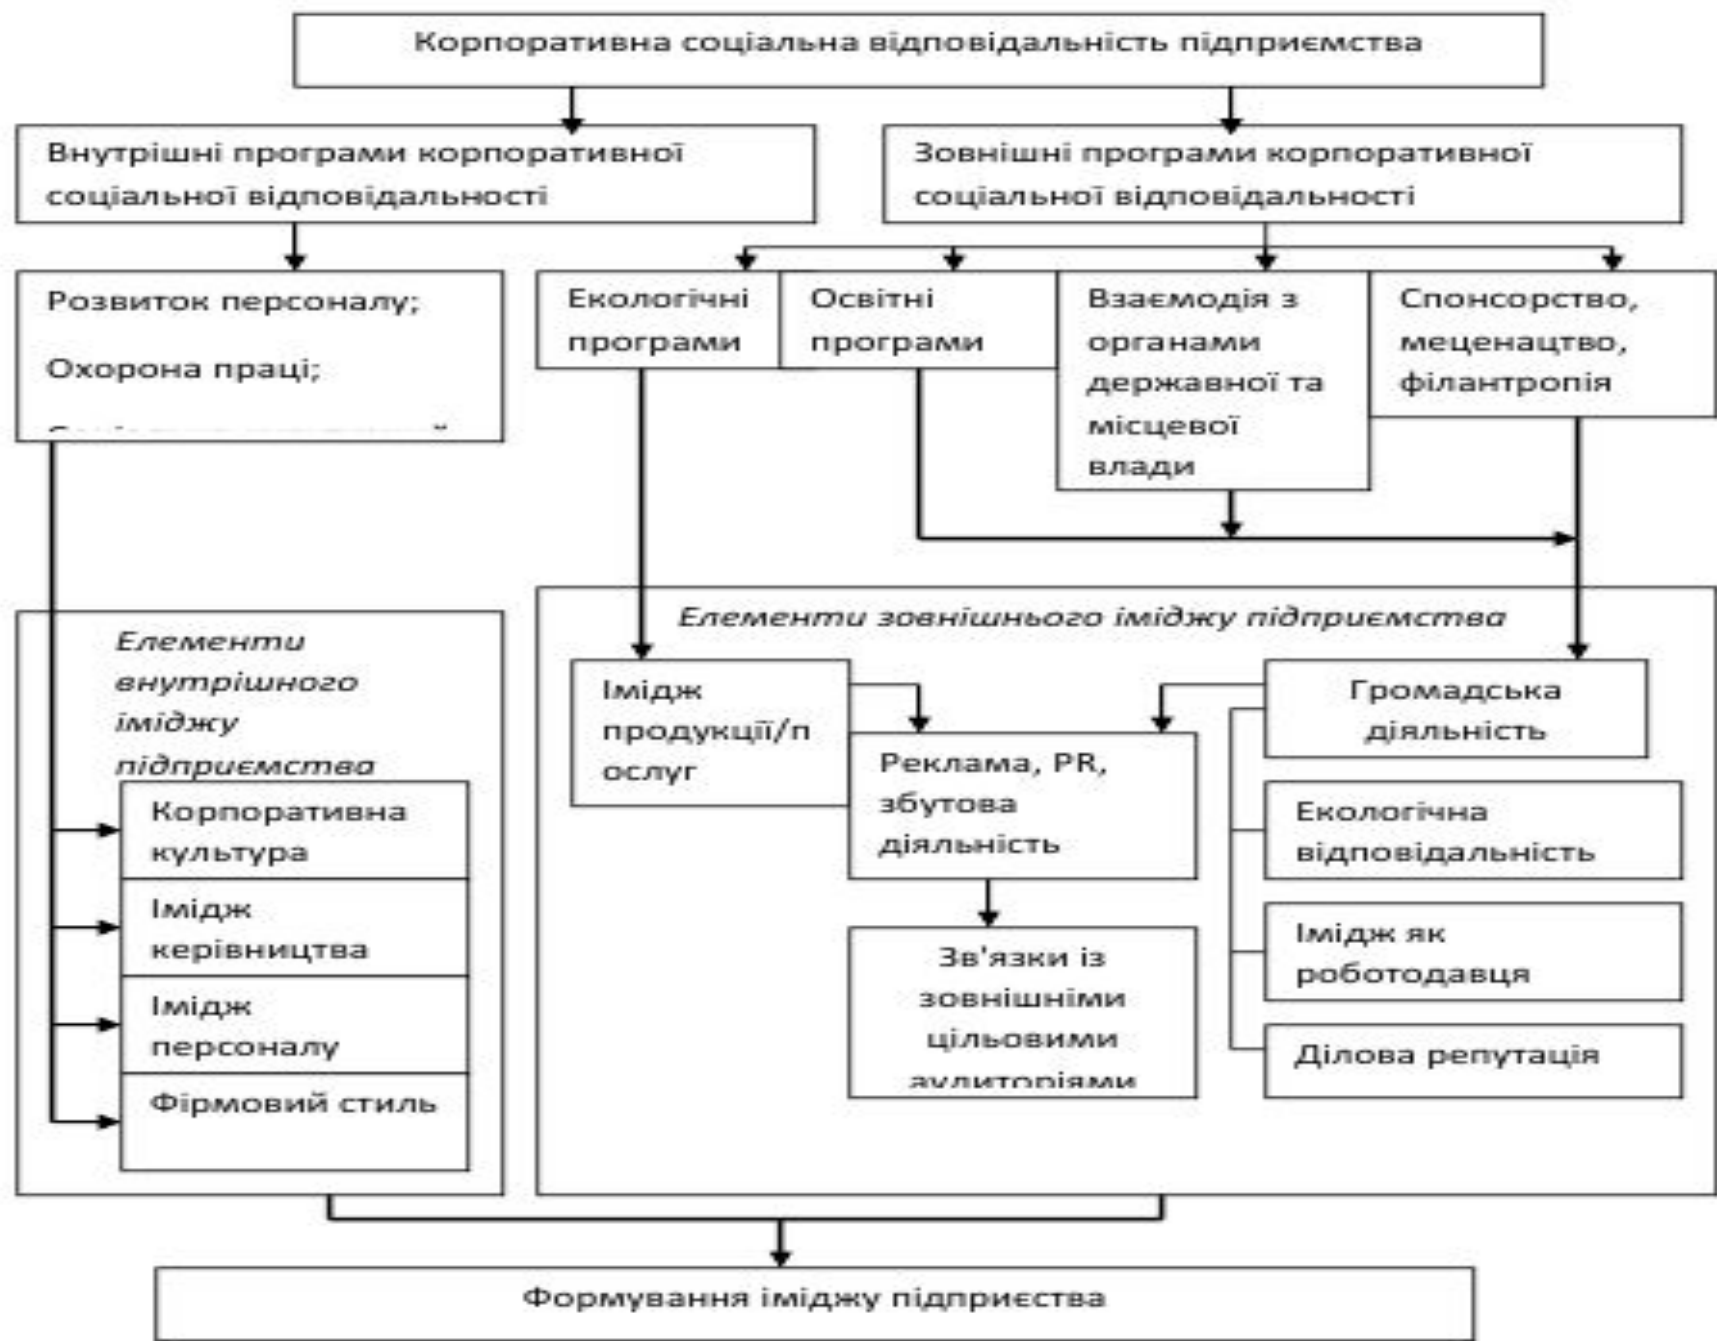 Корпоративна соціальна відповідальність підприємства
Внутрішні програми корпоративної
соціальної відповідальності
Зовнішні програми корпоративної
соціальної відповідальності
Розвиток персоналу;
Охорона праці;
Екологічні
програми
Освітні
програми
Взаємодія з
органами
державної та
місцевої
влади
Спонсорство,
меценацтво,
філантропія
Елементи
внутрішного
іміджу
підприємства
Корпоративна
культура
Імідж
керівництва
Імідж
персоналу
Фірмовий стиль
Елементи зовнішнього іміджу підприємства
Імідж
продукції/п
ослуг
Реклама, PR,
збутова
діяльність
Зв'язки із
зовнішніми
цільовими
аудиторіями
Громадська
діяльність
Екологічна
відповідальність
Імідж як
роботодавця
Ділова репутація
Формування іміджу підприєства